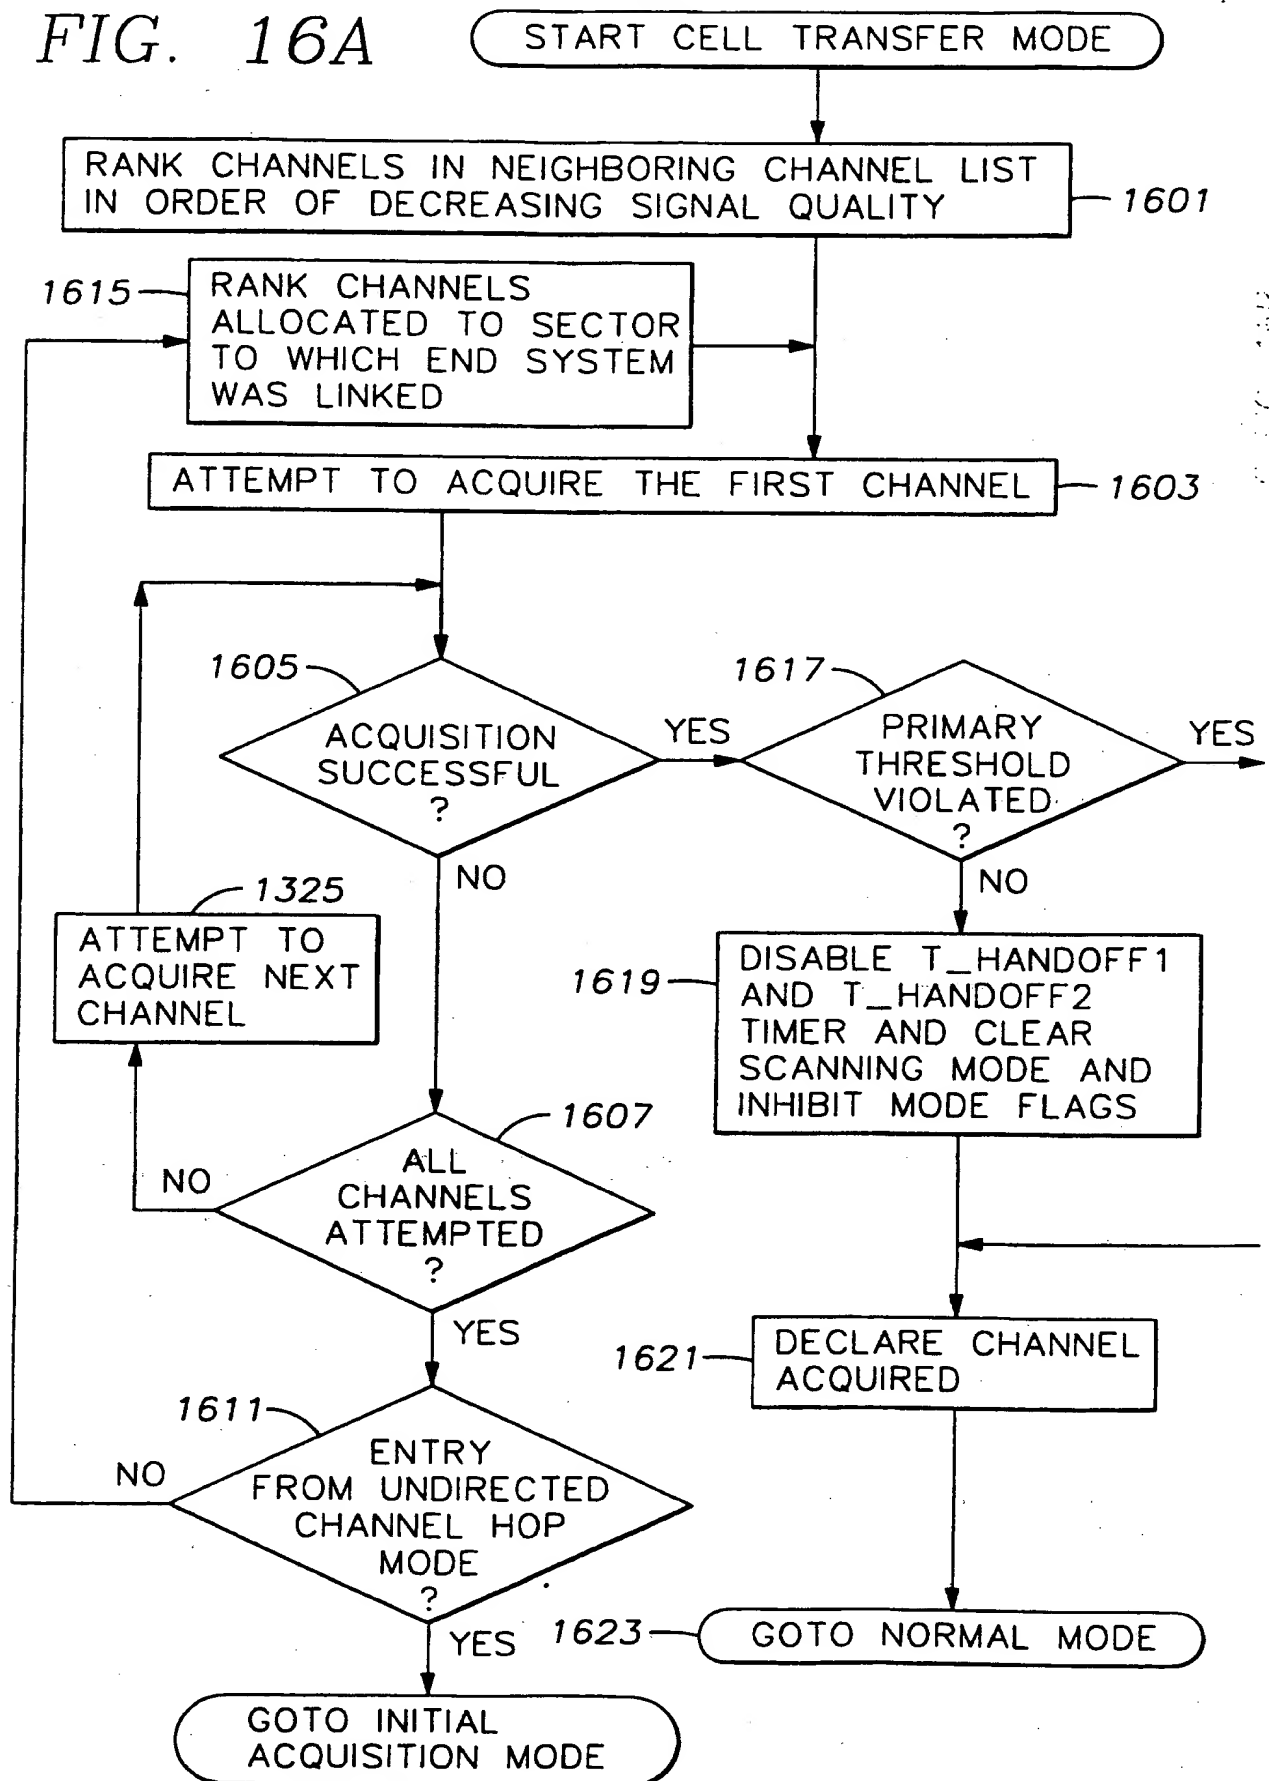 FIG. 16A
START CELL TRANSFER MODE
RANK CHANNELS IN NEIGHBORING CHANNEL LIST
IN ORDER OF DECREASING SIGNAL QUALITY
1601
1615
RANK CHANNELS
ALLOCATED TO SECTOR
TO WHICH END SYSTEM
WAS LINKED
ATTEMPT TO ACQUIRE THE FIRST CHANNEL
1603
1605
ACQUISITION
SUCCESSFUL
?
YES
NO
1617
PRIMARY
THRESHOLD
VIOLATED
?
YES
NO
1325
ATTEMPT TO
ACQUIRE NEXT
CHANNEL
1619
DISABLE T_HANDOFF1
AND T_HANDOFF2
TIMER AND CLEAR
SCANNING MODE AND
INHIBIT MODE FLAGS
1607
ALL
CHANNELS
ATTEMPTED
?
NO
YES
1621
DECLARE CHANNEL
ACQUIRED
1611
ENTRY
FROM UNDIRECTED
CHANNEL HOP
MODE
?
NO
YES
1623
GOTO NORMAL MODE
GOTO INITIAL
ACQUISITION MODE